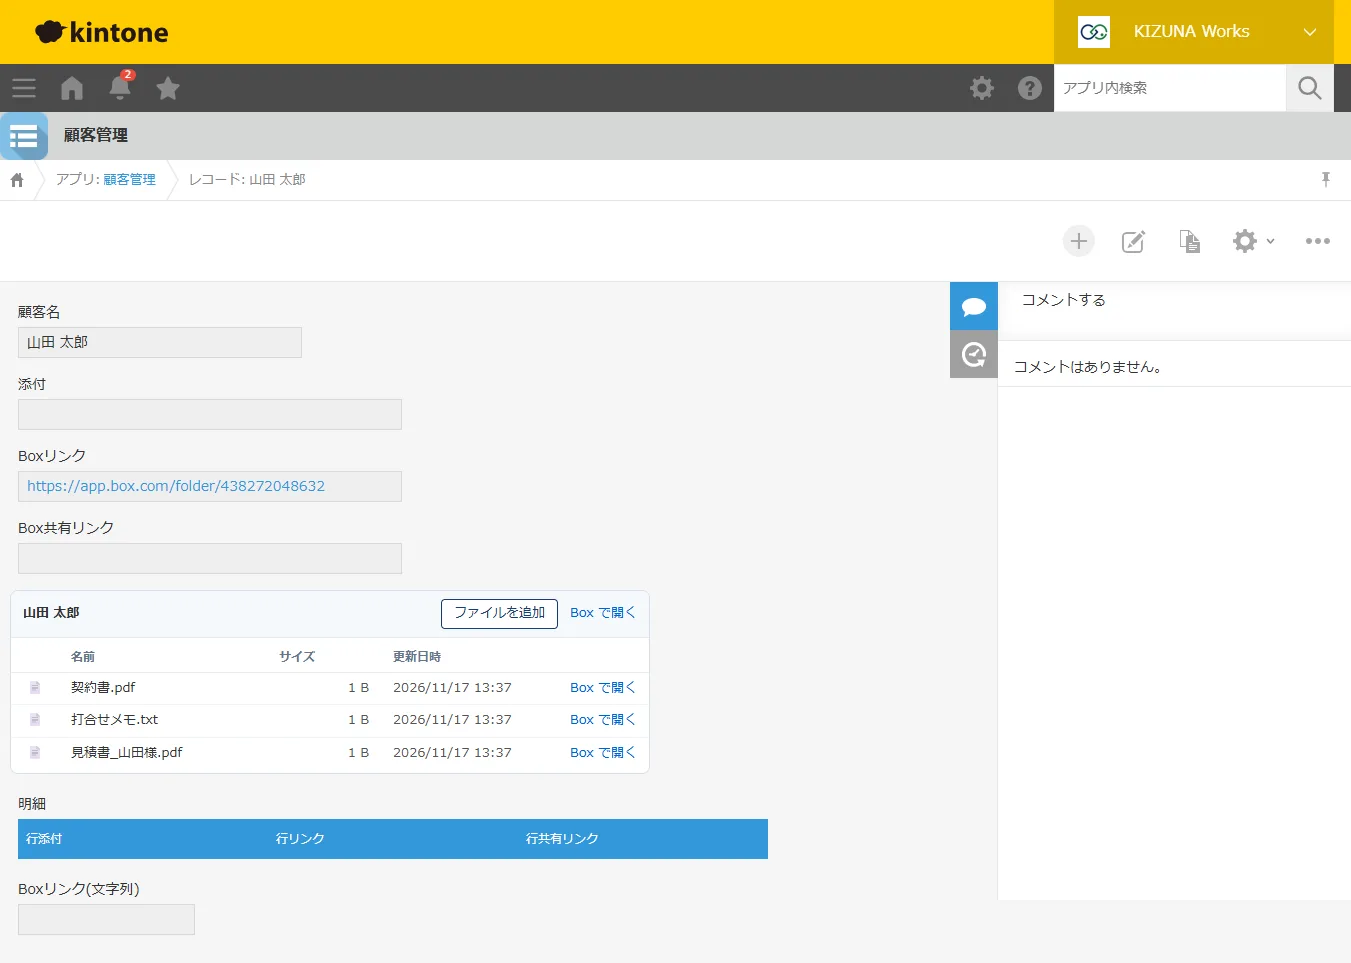 kintone
KIZUNA Works
2
アプリ内検索
顧客管理
アプリ: 顧客管理
レコード: 山田 太郎
顧客名
山田 太郎
添付
Boxリンク
https://app.box.com/folder/438272048632
Box共有リンク
山田 太郎 ファイルを追加 Box で開く
名前 サイズ 更新日時
契約書.pdf 1 B 2026/11/17 13:37 Box で開く
打合せメモ.txt 1 B 2026/11/17 13:37 Box で開く
見積書_山田様.pdf 1 B 2026/11/17 13:37 Box で開く
明細
行添付 行リンク 行共有リンク
Boxリンク(文字列)
コメントする
コメントはありません。